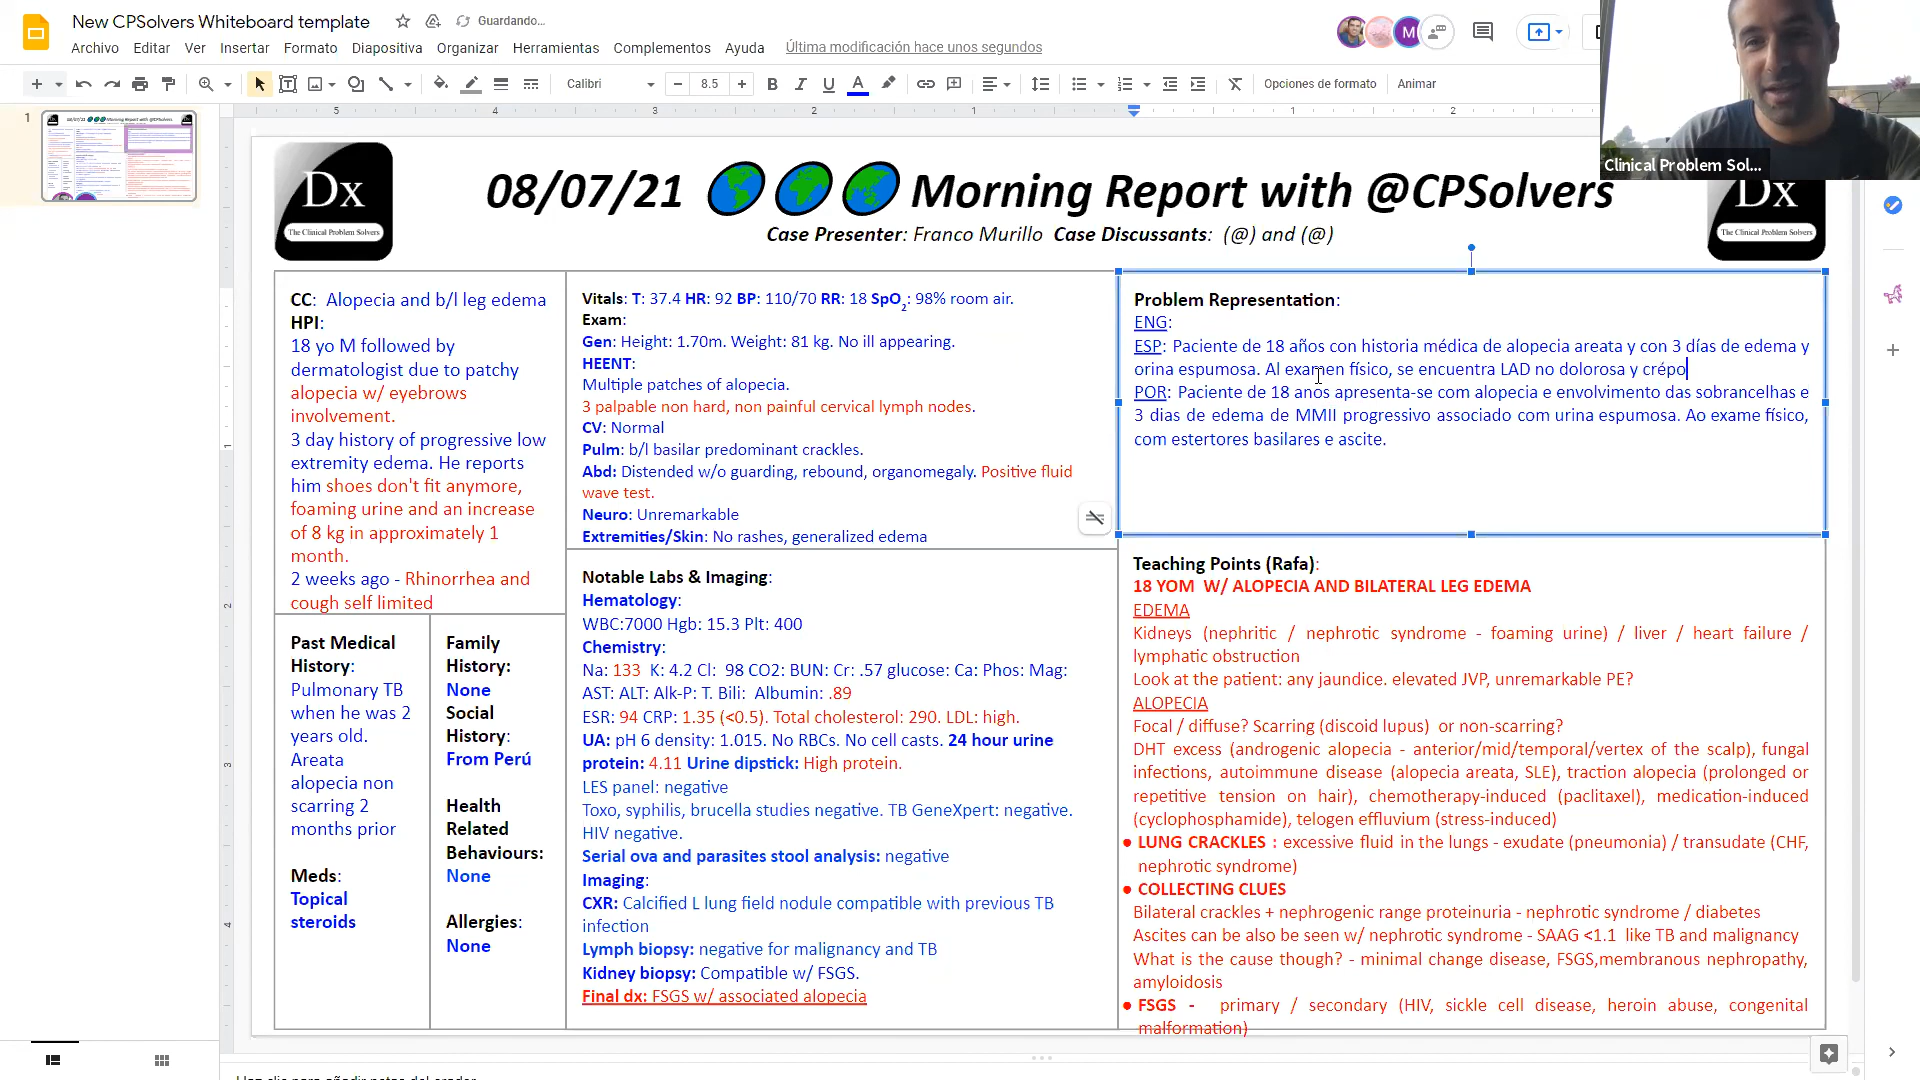 New CPSolvers Whiteboard template
Guardando...
Archivo Editar Ver Insertar Formato Diapositiva Organizar Herramientas Complementos Ayuda Última modificación hace unos segundos
M
Calibri 8.5 B I U A Opciones de formato Animar
Clinical Problem Sol...
5 4 3 2 1 1 2
1
1 2 3 4
Dx
The Clinical Problem Solvers
08/07/21 Morning Report with @CPSolvers
Case Presenter: Franco Murillo Case Discussants: (@) and (@)
Dx
The Clinical Problem Solvers
CC: Alopecia and b/l leg edema
HPI:
18 yo M followed by
dermatologist due to patchy
alopecia w/ eyebrows
involvement.
3 day history of progressive low
extremity edema. He reports
him shoes don't fit anymore,
foaming urine and an increase
of 8 kg in approximately 1
month.
2 weeks ago - Rhinorrhea and
cough self limited
Past Medical
History:
Pulmonary TB
when he was 2
years old.
Areata
alopecia non
scarring 2
months prior
Meds:
Topical
steroids
Family
History:
None
Social
History:
From Perú
Health
Related
Behaviours:
None
Allergies:
None
Vitals: T: 37.4 HR: 92 BP: 110/70 RR: 18 SpO2: 98% room air.
Exam:
Gen: Height: 1.70m. Weight: 81 kg. No ill appearing.
HEENT:
Multiple patches of alopecia.
3 palpable non hard, non painful cervical lymph nodes.
CV: Normal
Pulm: b/l basilar predominant crackles.
Abd: Distended w/o guarding, rebound, organomegaly. Positive fluid
wave test.
Neuro: Unremarkable
Extremities/Skin: No rashes, generalized edema
Notable Labs & Imaging:
Hematology:
WBC:7000 Hgb: 15.3 Plt: 400
Chemistry:
Na: 133 K: 4.2 Cl: 98 CO2: BUN: Cr: .57 glucose: Ca: Phos: Mag:
AST: ALT: Alk-P: T. Bili: Albumin: .89
ESR: 94 CRP: 1.35 (<0.5). Total cholesterol: 290. LDL: high.
UA: pH 6 density: 1.015. No RBCs. No cell casts. 24 hour urine
protein: 4.11 Urine dipstick: High protein.
LES panel: negative
Toxo, syphilis, brucella studies negative. TB GeneXpert: negative.
HIV negative.
Serial ova and parasites stool analysis: negative
Imaging:
CXR: Calcified L lung field nodule compatible with previous TB
infection
Lymph biopsy: negative for malignancy and TB
Kidney biopsy: Compatible w/ FSGS.
Final dx: FSGS w/ associated alopecia
Problem Representation:
ENG:
ESP: Paciente de 18 años con historia médica de alopecia areata y con 3 días de edema y
orina espumosa. Al examen físico, se encuentra LAD no dolorosa y crépo
POR: Paciente de 18 anos apresenta-se com alopecia e envolvimento das sobrancelhas e
3 dias de edema de MMII progressivo associado com urina espumosa. Ao exame físico,
com estertores basilares e ascite.
Teaching Points (Rafa):
18 YOM W/ ALOPECIA AND BILATERAL LEG EDEMA
EDEMA
Kidneys (nephritic / nephrotic syndrome - foaming urine) / liver / heart failure /
lymphatic obstruction
Look at the patient: any jaundice. elevated JVP, unremarkable PE?
ALOPECIA
Focal / diffuse? Scarring (discoid lupus) or non-scarring?
DHT excess (androgenic alopecia - anterior/mid/temporal/vertex of the scalp), fungal
infections, autoimmune disease (alopecia areata, SLE), traction alopecia (prolonged or
repetitive tension on hair), chemotherapy-induced (paclitaxel), medication-induced
(cyclophosphamide), telogen effluvium (stress-induced)
● LUNG CRACKLES : excessive fluid in the lungs - exudate (pneumonia) / transudate (CHF,
nephrotic syndrome)
● COLLECTING CLUES
Bilateral crackles + nephrogenic range proteinuria - nephrotic syndrome / diabetes
Ascites can be also be seen w/ nephrotic syndrome - SAAG <1.1 like TB and malignancy
What is the cause though? - minimal change disease, FSGS,membranous nephropathy,
amyloidosis
● FSGS - primary / secondary (HIV, sickle cell disease, heroin abuse, congenital
malformation)